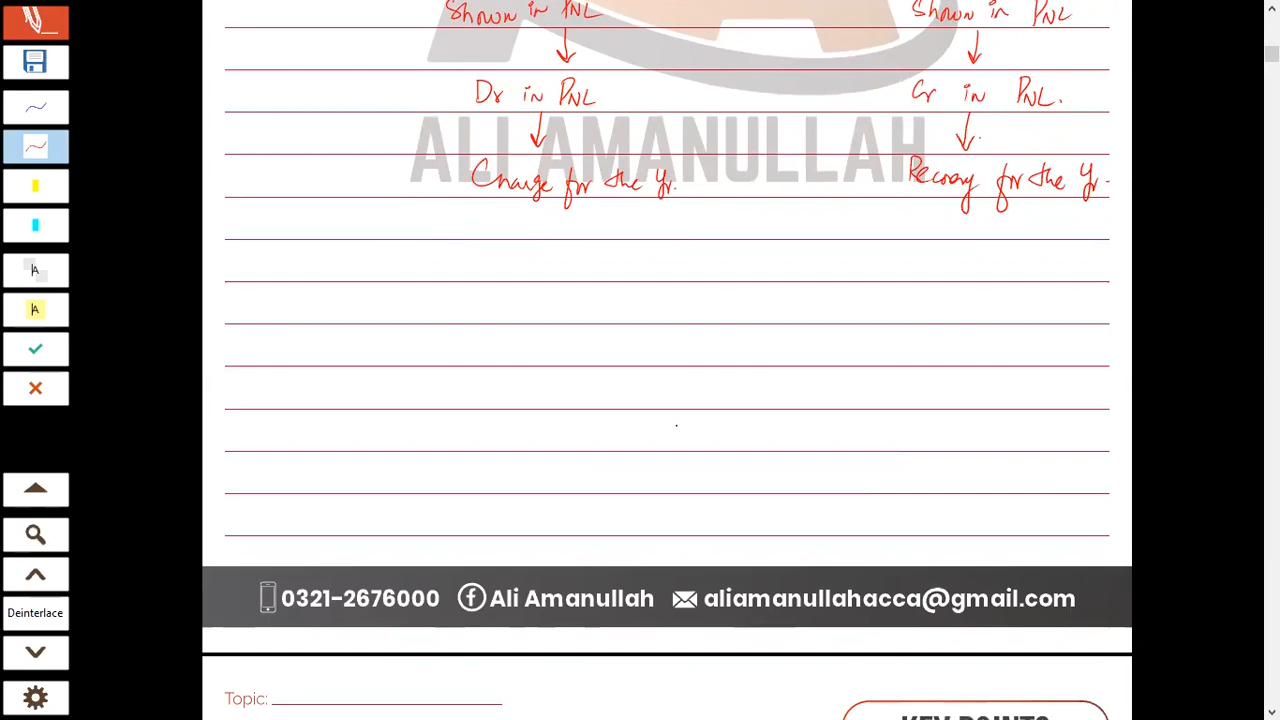 Shown in PNL Shown in PNL
Dr in PNL Cr in PNL.
ALI AMANULLAH
Charge for the Yr. Recovery for the Yr.
A
A
Deinterlace
0321-2676000 Ali Amanullah aliamanullahacca@gmail.com
Topic:
KEY POINTS